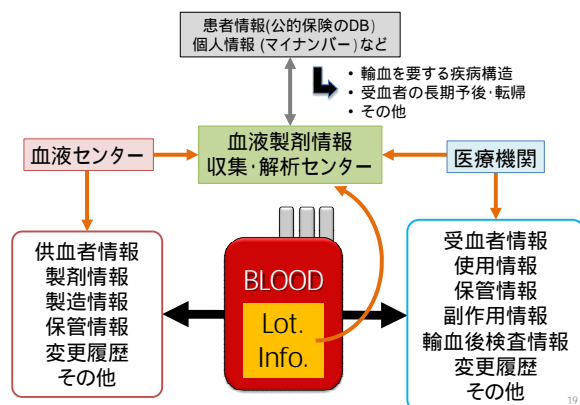 患者情報(公的保険のDB)
個人情報 (マイナンバー) など
• 輸血を要する疾病構造
• 受血者の長期予後･転帰
• その他
血液センター
血液製剤情報
収集･解析センター
医療機関
供血者情報
製剤情報
製造情報
保管情報
変更履歴
その他
BLOOD
Lot.
Info.
受血者情報
使用情報
保管情報
副作用情報
輸血後検査情報
変更履歴
その他
19